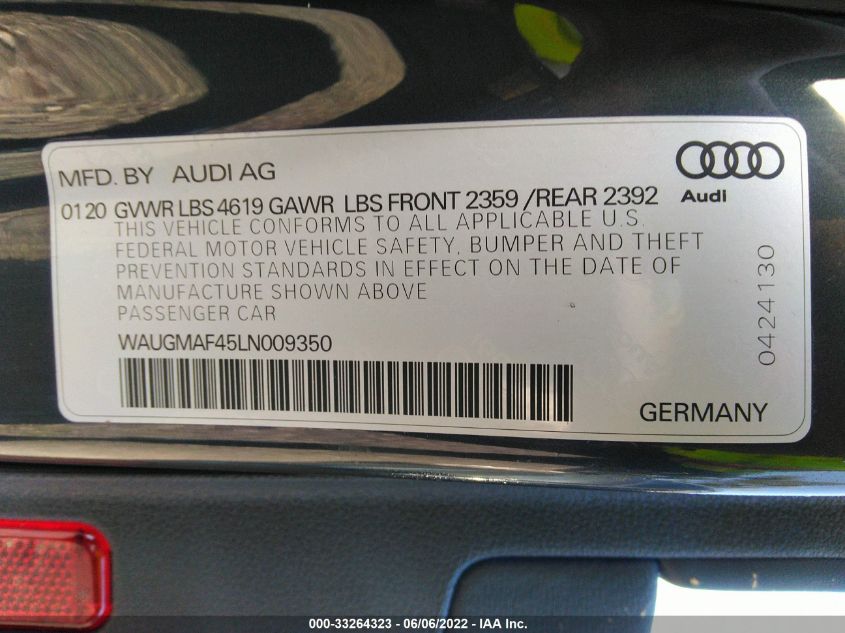 MFD. BY AUDI AG
Audi
01 20 GVWR LBS 4619 GAWR LBS FRONT 2359 /REAR 2392
THIS VEHICLE CONFORMS TO ALL APPLICABLE U.S.
FEDERAL MOTOR VEHICLE SAFETY, BUMPER AND THEFT
PREVENTION STANDARDS IN EFFECT ON THE DATE OF
MANUFACTURE SHOWN ABOVE
PASSENGER CAR
WAUGMAF45LN009350
0424130
GERMANY
000-33264323 - 06/06/2022 - IAA Inc.